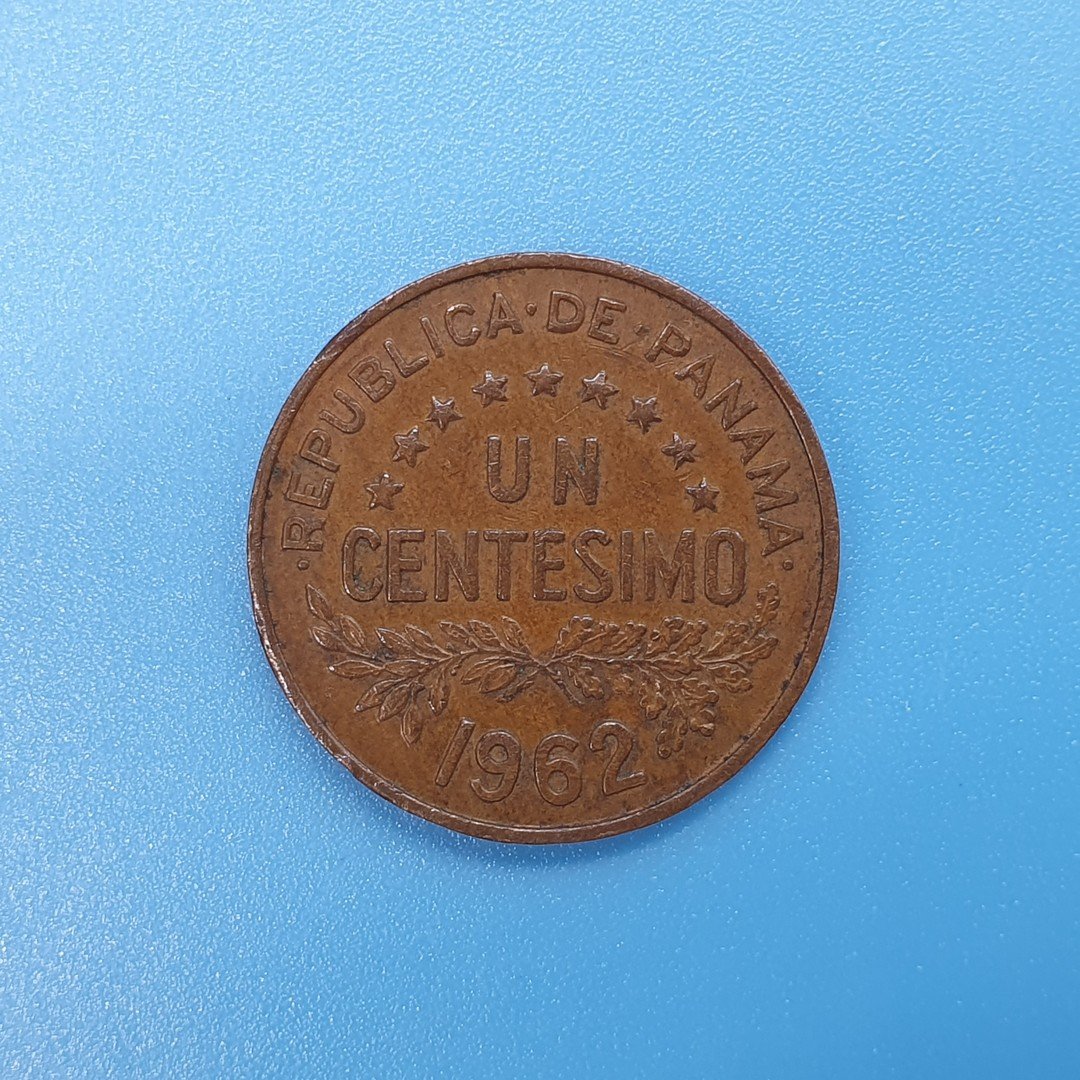 ·REPUBLICA·DE·PANAMA·
UN
CENTESIMO
1962